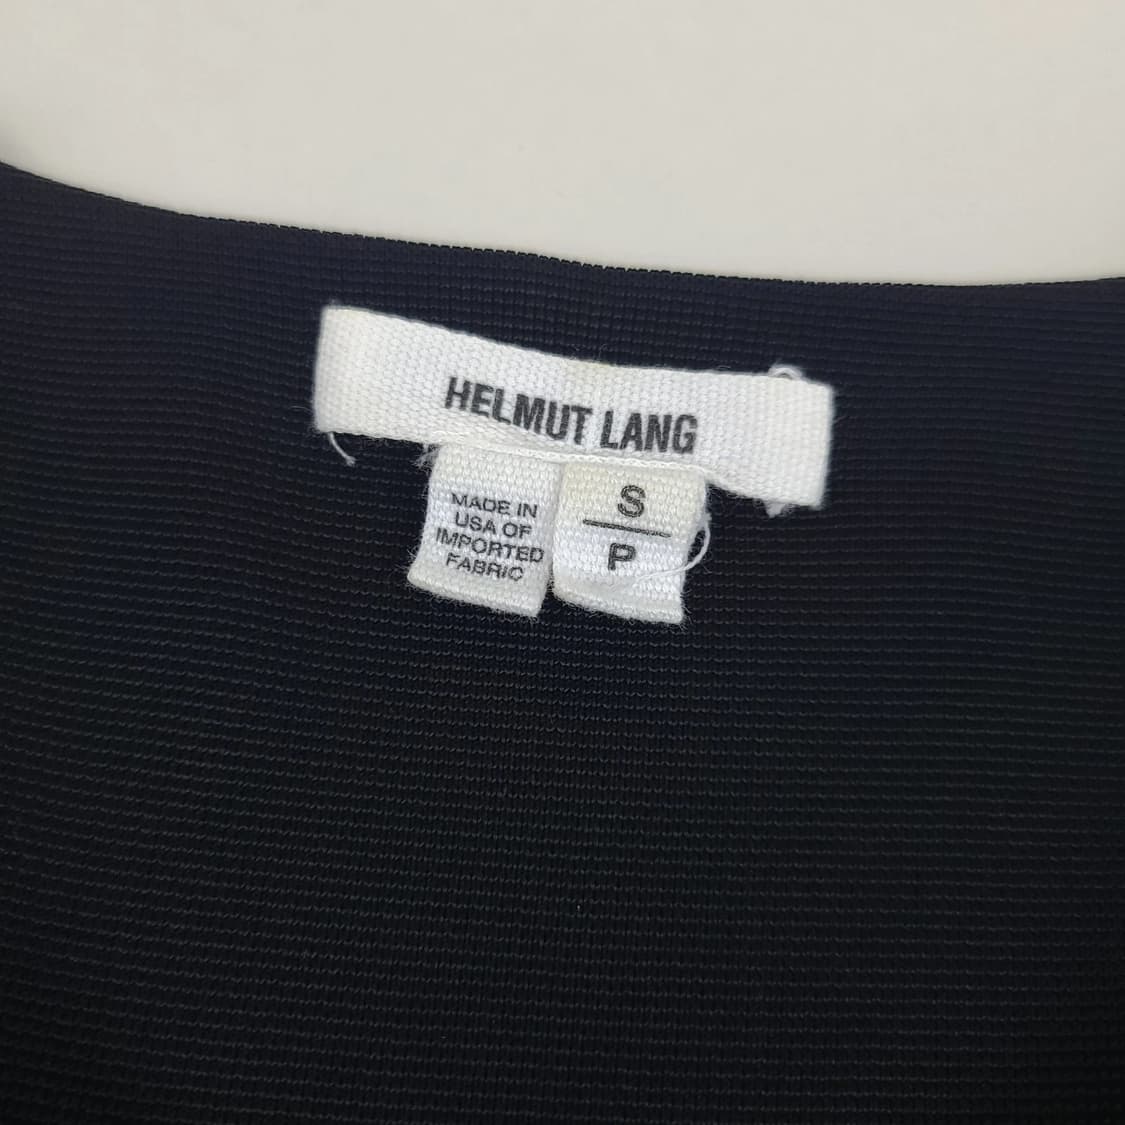 HELMUT LANG
MADE IN
USA OF
IMPORTED
FABRIC
S
P